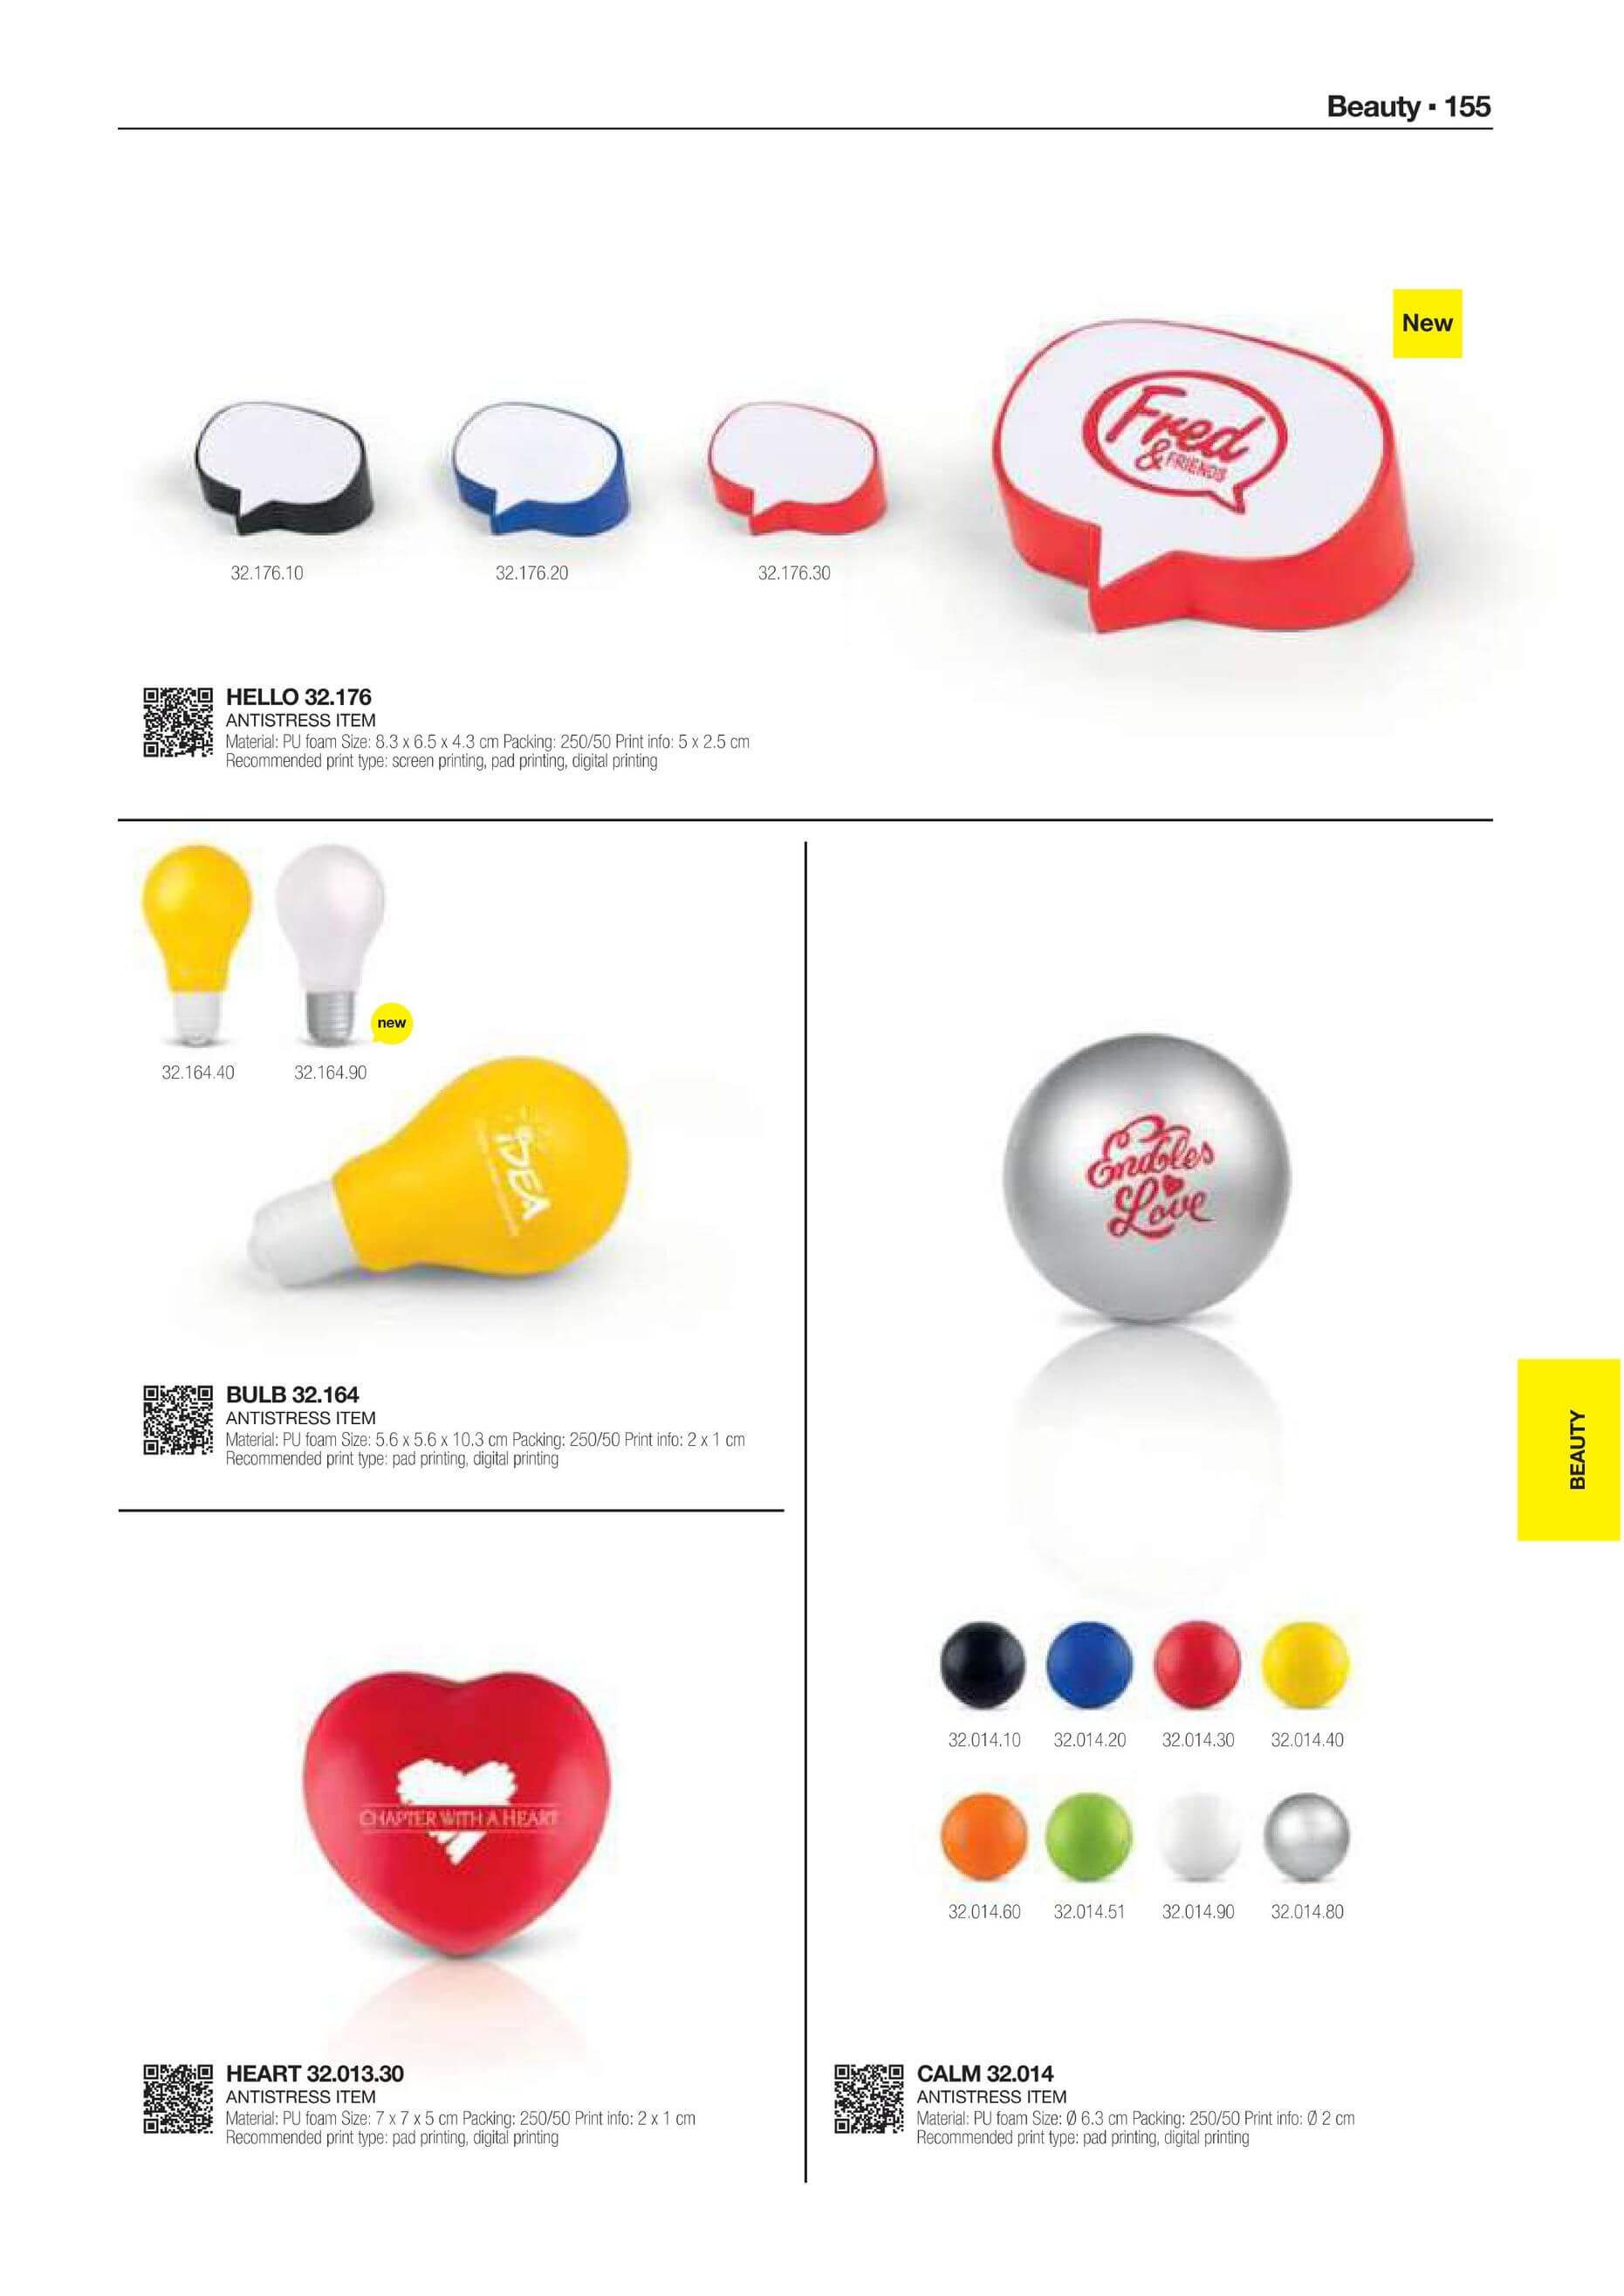 Beauty ▪ 155
New
Fred
& FRIENDS
32.176.10
32.176.20
32.176.30
HELLO 32.176
ANTISTRESS ITEM
Material: PU foam Size: 8.3 x 6.5 x 4.3 cm Packing: 250/50 Print info: 5 x 2.5 cm
Recommended print type: screen printing, pad printing, digital printing
new
32.164.40
32.164.90
iDEA
BULB 32.164
ANTISTRESS ITEM
Material: PU foam Size: 5.6 x 5.6 x 10.3 cm Packing: 250/50 Print info: 2 x 1 cm
Recommended print type: pad printing, digital printing
CHAPTER WITH A HEART
HEART 32.013.30
ANTISTRESS ITEM
Material: PU foam Size: 7 x 7 x 5 cm Packing: 250/50 Print info: 2 x 1 cm
Recommended print type: pad printing, digital printing
Love
32.014.10
32.014.20
32.014.30
32.014.40
32.014.60
32.014.51
32.014.90
32.014.80
CALM 32.014
ANTISTRESS ITEM
Material: PU foam Size: Ø 6.3 cm Packing: 250/50 Print info: Ø 2 cm
Recommended print type: pad printing, digital printing
BEAUTY